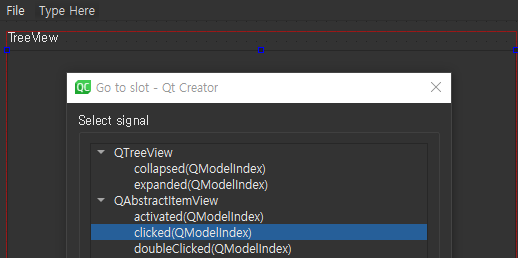 File Type Here
TreeView
QC Go to slot - Qt Creator
Select signal
QTreeView
collapsed(QModelIndex)
expanded(QModelIndex)
QAbstractItemView
activated(QModelIndex)
clicked(QModelIndex)
doubleClicked(QModelIndex)